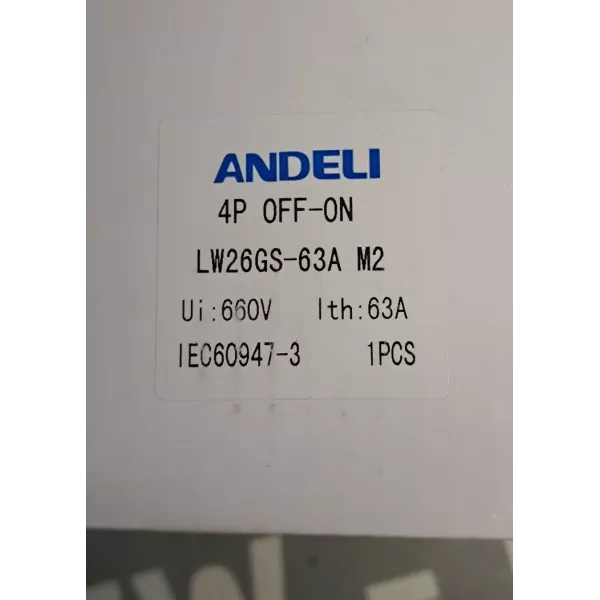 ANDELI
4P OFF-ON
LW26GS-63A M2
Ui:660V Ith:63A
IEC60947-3 1PCS